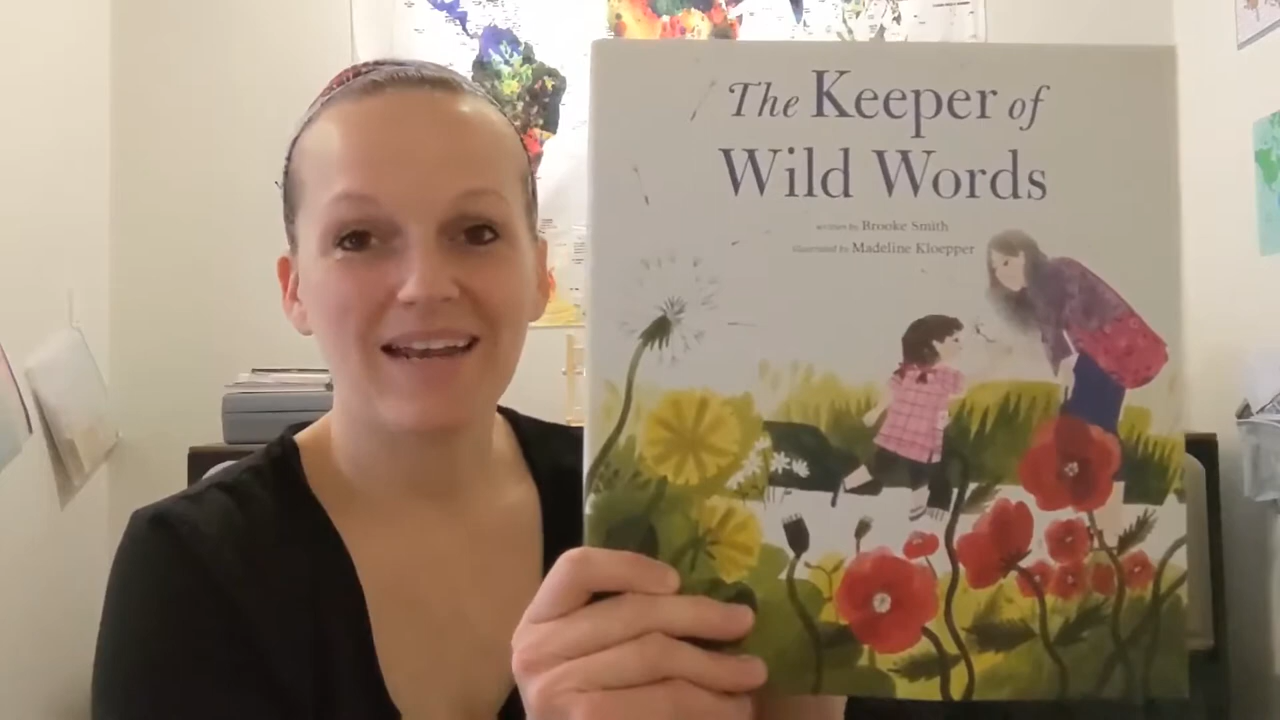 The Keeper of
Wild Words
written by Brooke Smith
illustrated by Madeline Kloepper